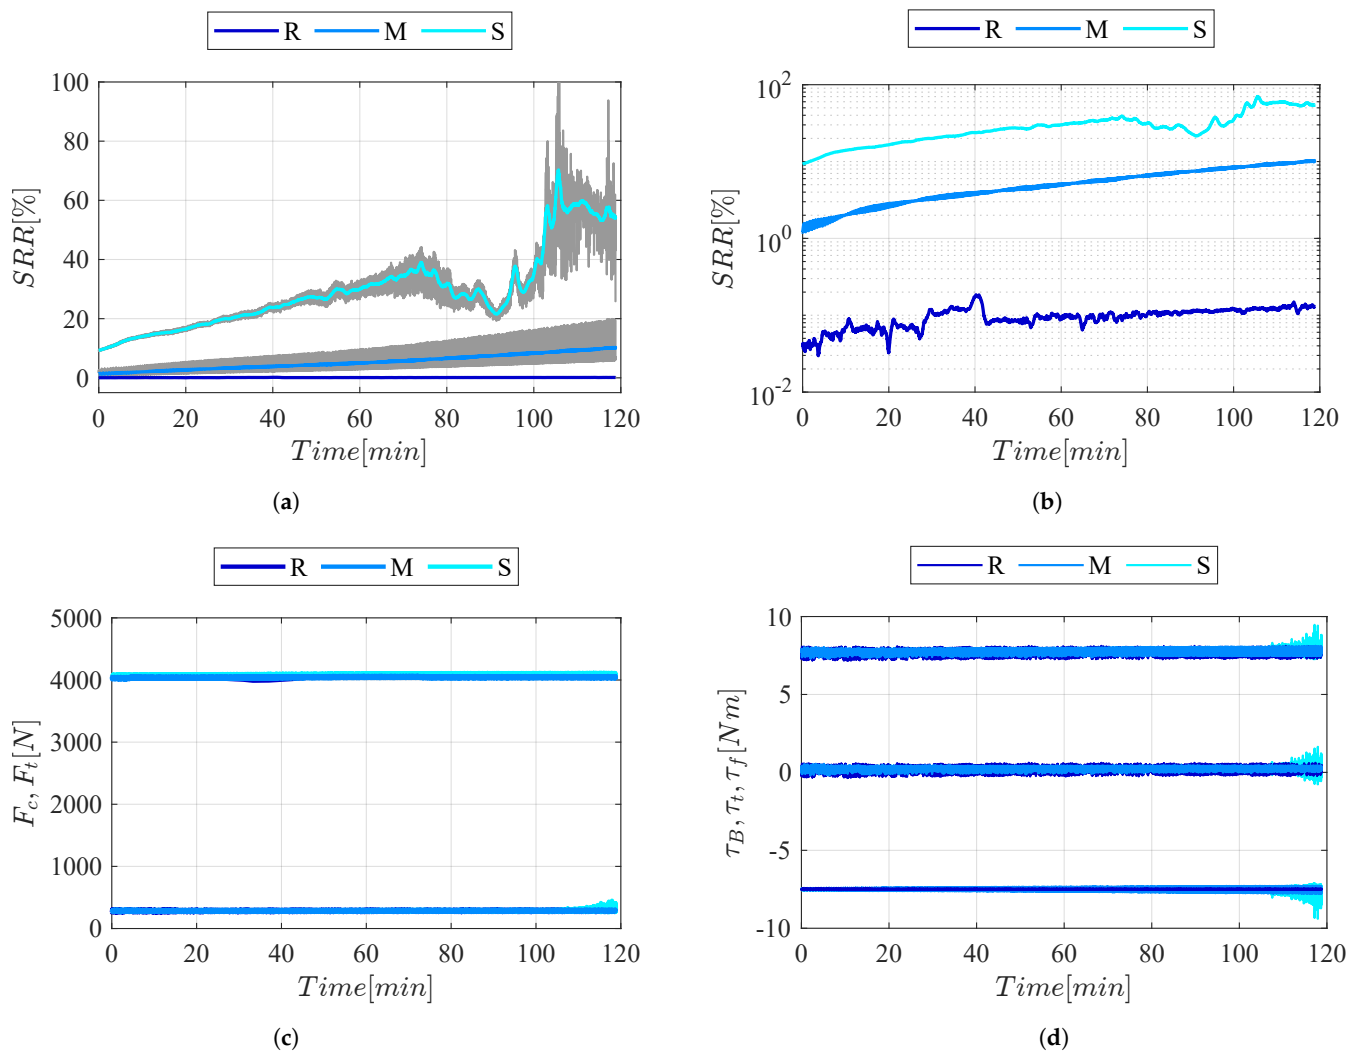 R M S
R M S
SRR[%]
100
80
60
40
20
0
0 20 40 60 80 100 120
Time[min]
(a)
SRR[%]
10^2
10^0
10^-2
0 20 40 60 80 100 120
Time[min]
(b)
R M S
R M S
F_c, F_t[N]
5000
4000
3000
2000
1000
0
0 20 40 60 80 100 120
Time[min]
(c)
τ_B, τ_t, τ_f[Nm]
10
5
0
-5
-10
0 20 40 60 80 100 120
Time[min]
(d)